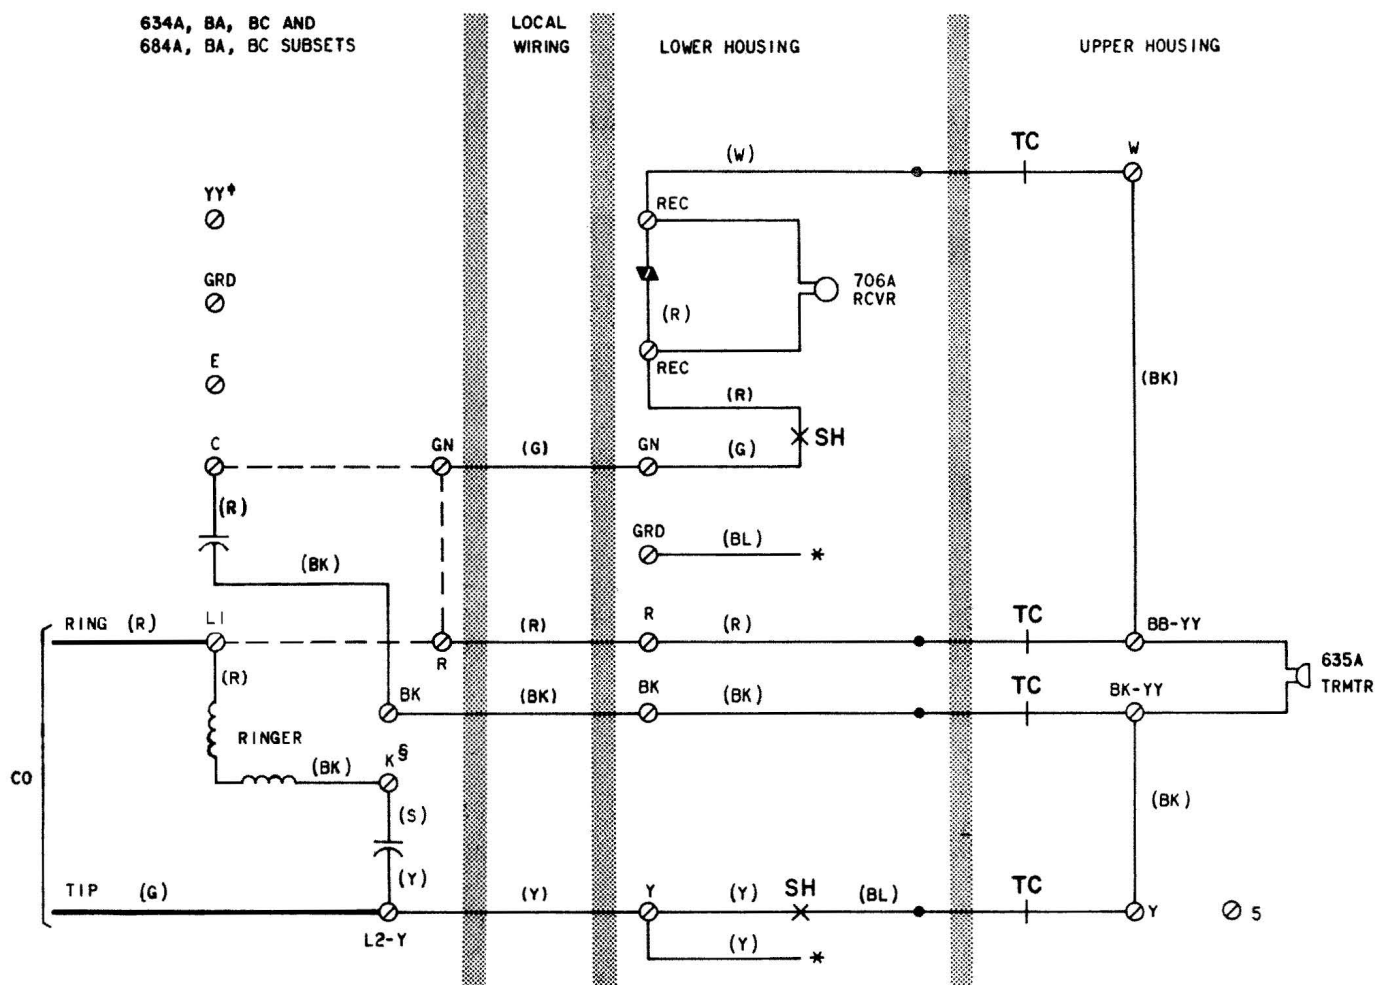 634A, BA, BC AND
684A, BA, BC SUBSETS
LOCAL
WIRING
LOWER HOUSING
UPPER HOUSING
(W)
TC
W
YY⌖
REC
GRD
706A
RCVR
(R)
E
REC
(BK)
(R)
C
GN
(G)
GN
(G)
SH
(R)
GRD
(BL)
*
(BK)
RING (R)
L1
R
(R)
R
(R)
TC
BB-YY
635A
TRMTR
(R)
BK
(BK)
BK
(BK)
TC
BK-YY
RINGER
(BK)
K§
CO
(S)
(BK)
(Y)
TIP (G)
L2-Y
(Y)
Y
(Y)
SH
(BL)
TC
Y
S
(Y)
*